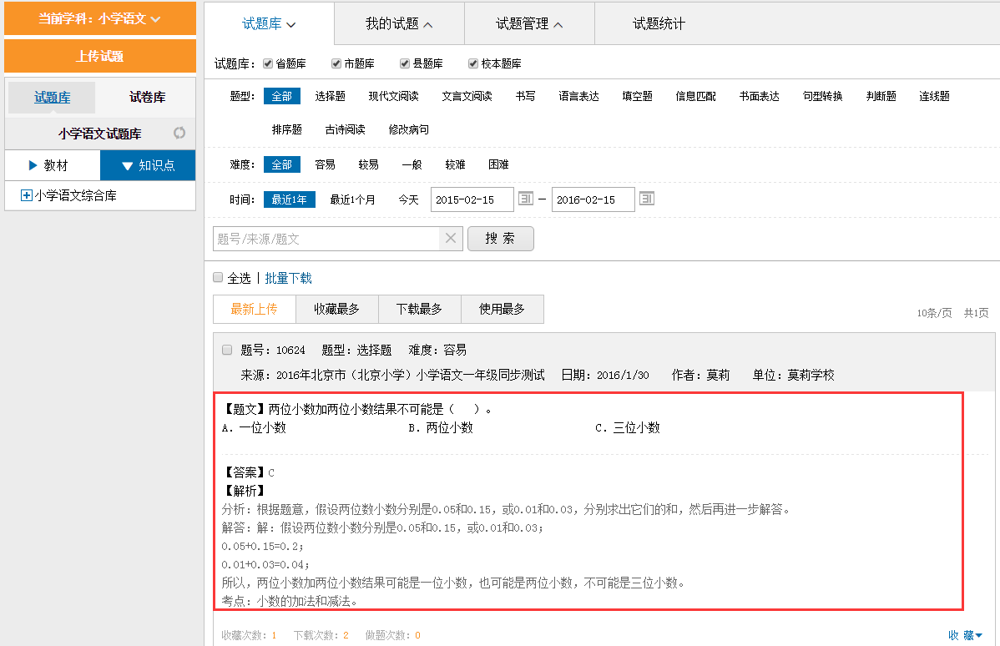 当前学科：小学语文
上传试题
试题库 试卷库
小学语文试题库
教材 知识点
小学语文综合库
试题库 我的试题 试题管理 试题统计
试题库： 省题库 市题库 县题库 校本题库
题型： 全部 选择题 现代文阅读 文言文阅读 书写 语言表达 填空题 信息匹配 书面表达 句型转换 判断题 连线题
排序题 古诗阅读 修改病句
难度： 全部 容易 较易 一般 较难 困难
时间： 最近1年 最近1个月 今天 2015-02-15 31 — 2016-02-15 31
题号/来源/题文 搜 索
全选 | 批量下载
最新上传 收藏最多 下载最多 使用最多
10条/页 共1页
题号：10624 题型：选择题 难度：容易
来源：2016年北京市（北京小学）小学语文一年级同步测试 日期：2016/1/30 作者：莫莉 单位：莫莉学校
【题文】两位小数加两位小数结果不可能是（ ）。
A．一位小数 B．两位小数 C．三位小数
【答案】C
【解析】
分析：根据题意，假设两位数小数分别是0.05和0.15，或0.01和0.03，分别求出它们的和，然后再进一步解答。
解答：解：假设两位数小数分别是0.05和0.15，或0.01和0.03；
0.05+0.15=0.2；
0.01+0.03=0.04；
所以，两位小数加两位小数结果可能是一位小数，也可能是两位小数，不可能是三位小数。
考点：小数的加法和减法。
收藏次数：1 下载次数：2 做题次数：0
收 藏